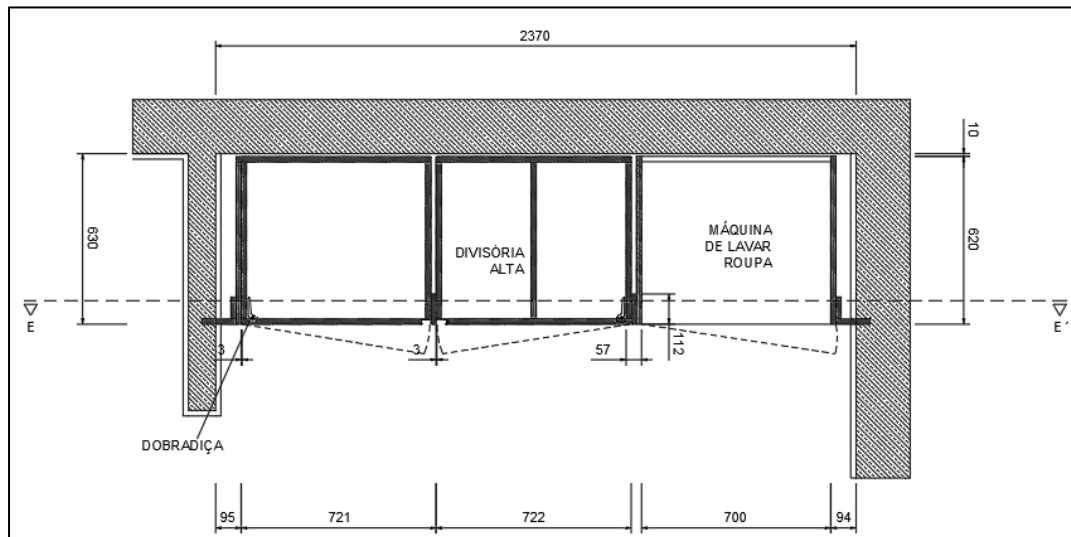 2370
10
630
DIVISÓRIA
ALTA
MÁQUINA
DE LAVAR
ROUPA
620
E
E´
3
3
57
112
DOBRADIÇA
95
721
722
700
94